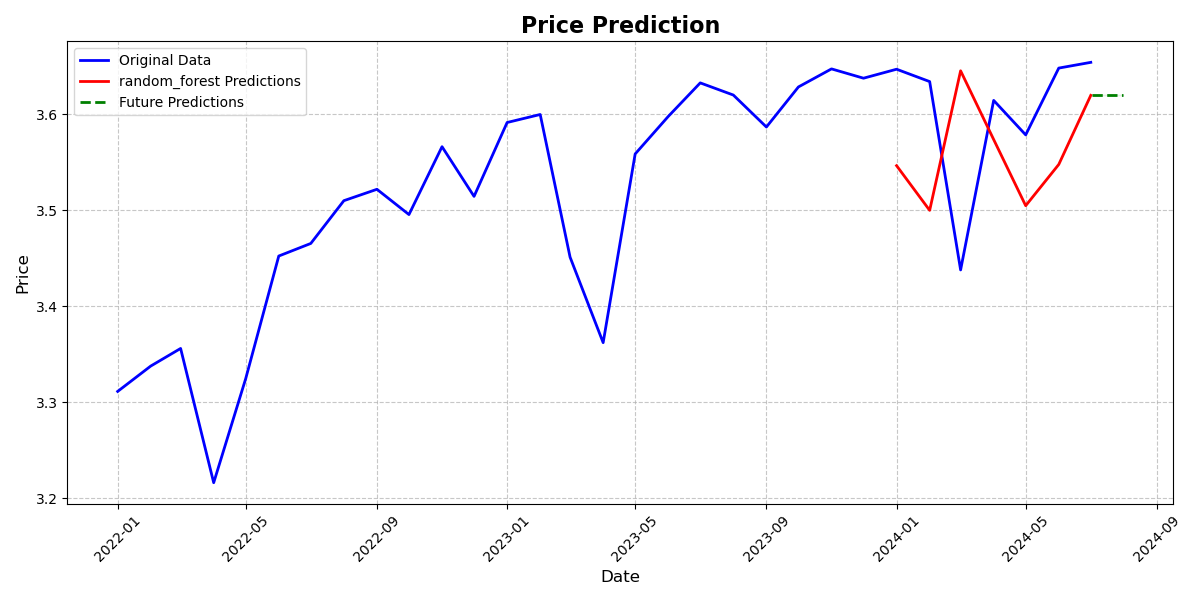 Price Prediction
Original Data
random_forest Predictions
Future Predictions
Price
3.6
3.5
3.4
3.3
3.2
2022-01
2022-05
2022-09
2023-01
2023-05
2023-09
2024-01
2024-05
2024-09
Date